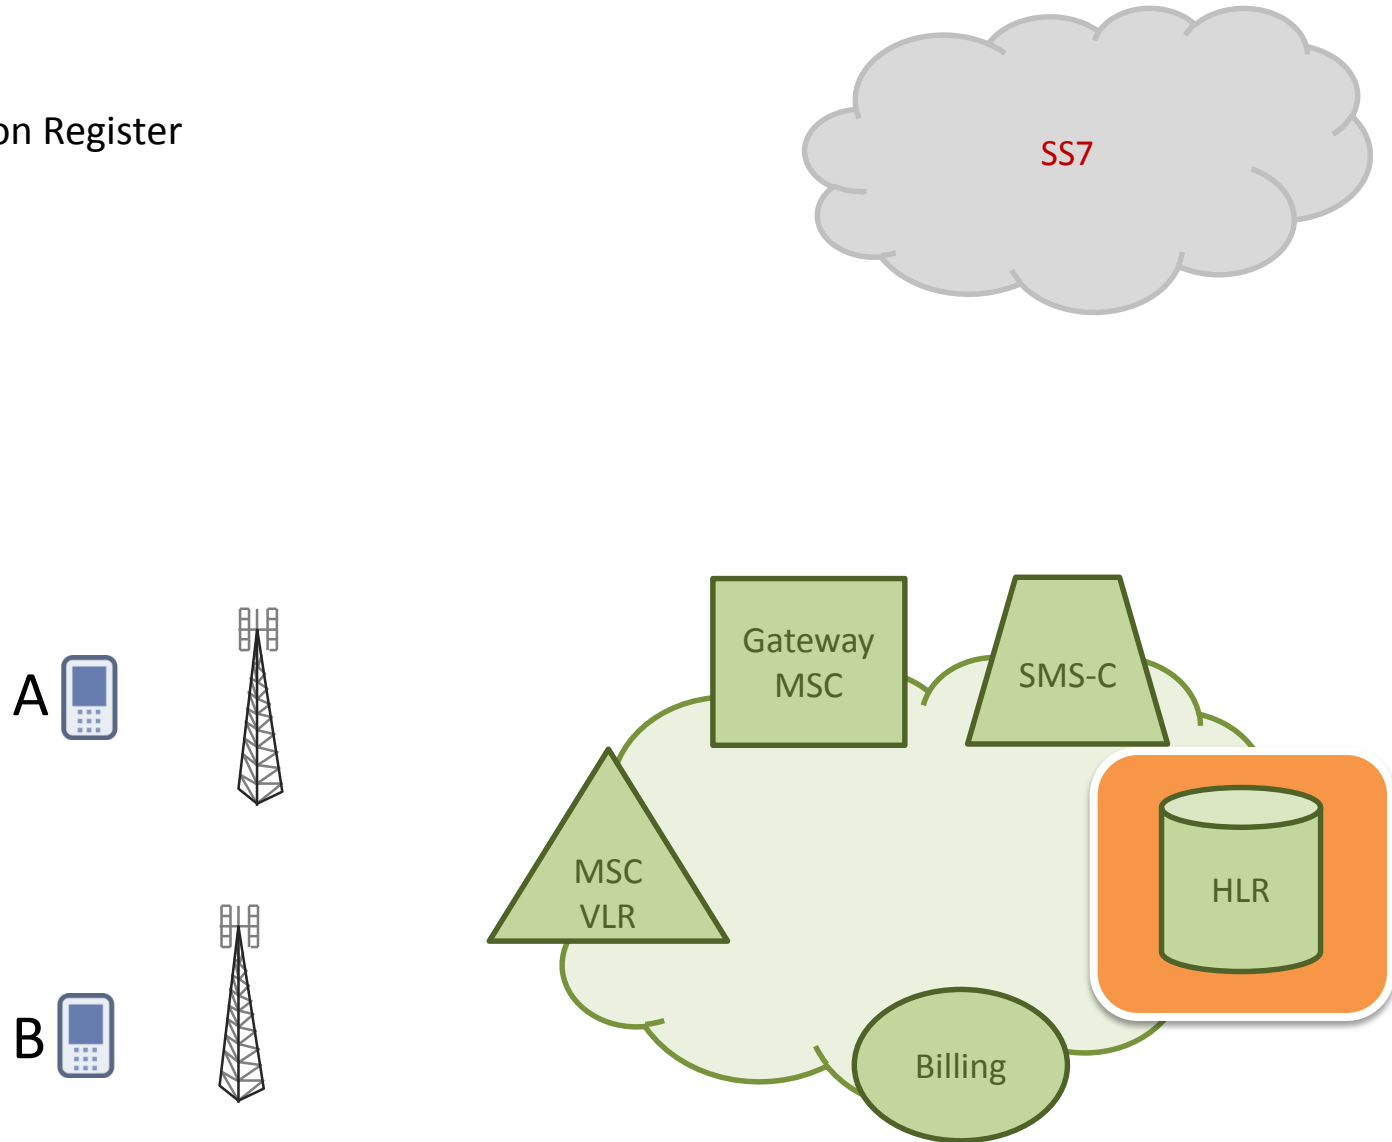 on Register
SS7
Gateway
MSC
SMS-C
A
MSC
VLR
HLR
B
Billing